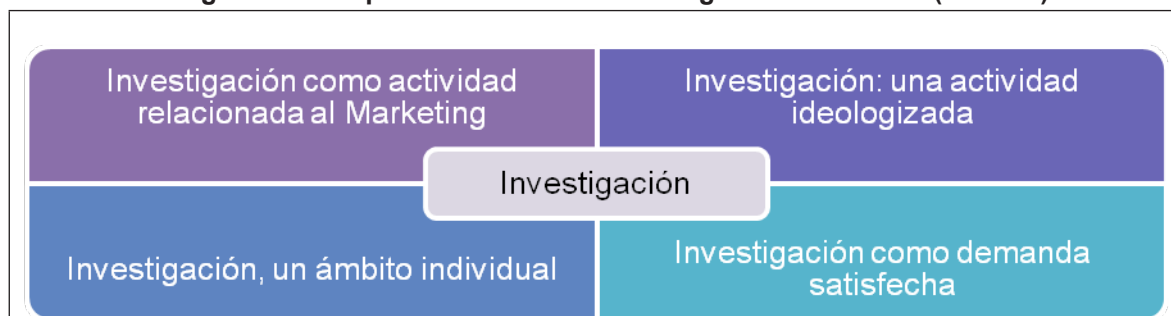 Investigación como actividad
relacionada al Marketing
Investigación: una actividad
ideologizada
Investigación
Investigación, un ámbito individual
Investigación como demanda
satisfecha